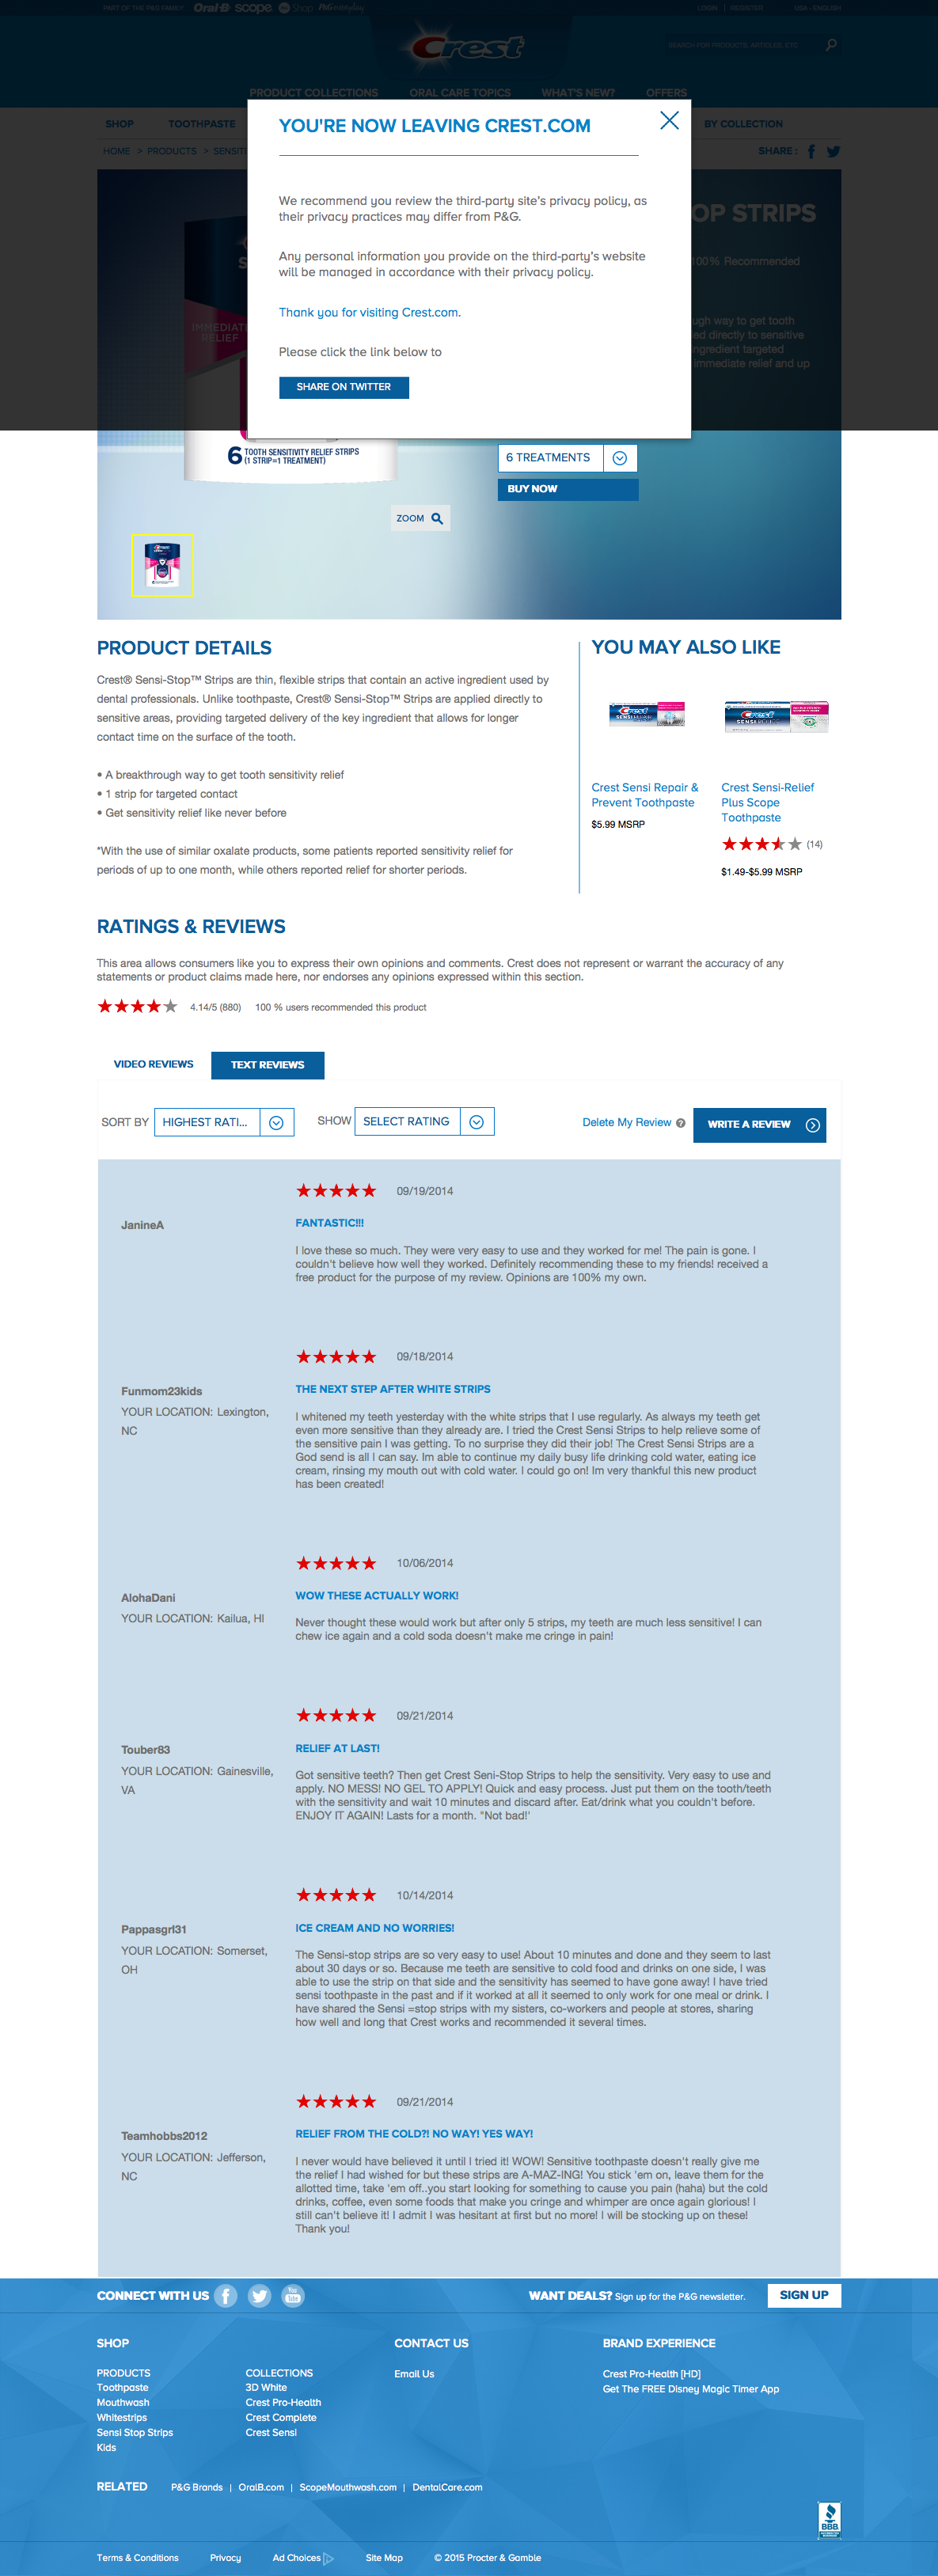 PART OF THE P&G FAMILY Oral-B scope Shop P&G everyday LOGIN | REGISTER USA - ENGLISH
Crest
SEARCH FOR PRODUCTS, ARTICLES, ETC
PRODUCT COLLECTIONS ORAL CARE TOPICS WHAT'S NEW? OFFERS
SHOP TOOTHPASTE BY COLLECTION
HOME > PRODUCTS > SENSITI
SHARE :
YOU'RE NOW LEAVING CREST.COM
We recommend you review the third-party site's privacy policy, as
their privacy practices may differ from P&G.
Any personal information you provide on the third-party's website
will be managed in accordance with their privacy policy.
Thank you for visiting Crest.com.
Please click the link below to
SHARE ON TWITTER
OP STRIPS
100% Recommended
ugh way to get tooth
ed directly to sensitive
ingredient targeted
immediate relief and up
IMMEDIAT
RELIEF
6 TOOTH SENSITIVITY RELIEF STRIPS
(1 STRIP=1 TREATMENT)
6 TREATMENTS
BUY NOW
ZOOM
PRODUCT DETAILS
Crest® Sensi-Stop™ Strips are thin, flexible strips that contain an active ingredient used by
dental professionals. Unlike toothpaste, Crest® Sensi-Stop™ Strips are applied directly to
sensitive areas, providing targeted delivery of the key ingredient that allows for longer
contact time on the surface of the tooth.
• A breakthrough way to get tooth sensitivity relief
• 1 strip for targeted contact
• Get sensitivity relief like never before
*With the use of similar oxalate products, some patients reported sensitivity relief for
periods of up to one month, while others reported relief for shorter periods.
YOU MAY ALSO LIKE
Crest
SENSI
Crest
SENSI-RELIEF
Crest Sensi Repair &
Prevent Toothpaste
$5.99 MSRP
Crest Sensi-Relief
Plus Scope
Toothpaste
(14)
$1.49-$5.99 MSRP
RATINGS & REVIEWS
This area allows consumers like you to express their own opinions and comments. Crest does not represent or warrant the accuracy of any
statements or product claims made here, nor endorses any opinions expressed within this section.
4.14/5 (880) 100 % users recommended this product
VIDEO REVIEWS TEXT REVIEWS
SORT BY HIGHEST RATI... SHOW SELECT RATING Delete My Review ? WRITE A REVIEW
09/19/2014
JanineA
FANTASTIC!!!
I love these so much. They were very easy to use and they worked for me! The pain is gone. I
couldn't believe how well they worked. Definitely recommending these to my friends! received a
free product for the purpose of my review. Opinions are 100% my own.
09/18/2014
Funmom23kids
YOUR LOCATION: Lexington,
NC
THE NEXT STEP AFTER WHITE STRIPS
I whitened my teeth yesterday with the white strips that I use regularly. As always my teeth get
even more sensitive than they already are. I tried the Crest Sensi Strips to help relieve some of
the sensitive pain I was getting. To no surprise they did their job! The Crest Sensi Strips are a
God send is all I can say. Im able to continue my daily busy life drinking cold water, eating ice
cream, rinsing my mouth out with cold water. I could go on! Im very thankful this new product
has been created!
10/06/2014
AlohaDani
YOUR LOCATION: Kailua, HI
WOW THESE ACTUALLY WORK!
Never thought these would work but after only 5 strips, my teeth are much less sensitive! I can
chew ice again and a cold soda doesn't make me cringe in pain!
09/21/2014
Touber83
YOUR LOCATION: Gainesville,
VA
RELIEF AT LAST!
Got sensitive teeth? Then get Crest Seni-Stop Strips to help the sensitivity. Very easy to use and
apply. NO MESS! NO GEL TO APPLY! Quick and easy process. Just put them on the tooth/teeth
with the sensitivity and wait 10 minutes and discard after. Eat/drink what you couldn't before.
ENJOY IT AGAIN! Lasts for a month. "Not bad!'
10/14/2014
Pappasgrl31
YOUR LOCATION: Somerset,
OH
ICE CREAM AND NO WORRIES!
The Sensi-stop strips are so very easy to use! About 10 minutes and done and they seem to last
about 30 days or so. Because me teeth are sensitive to cold food and drinks on one side, I was
able to use the strip on that side and the sensitivity has seemed to have gone away! I have tried
sensi toothpaste in the past and if it worked at all it seemed to only work for one meal or drink. I
have shared the Sensi =stop strips with my sisters, co-workers and people at stores, sharing
how well and long that Crest works and recommended it several times.
09/21/2014
Teamhobbs2012
YOUR LOCATION: Jefferson,
NC
RELIEF FROM THE COLD?! NO WAY! YES WAY!
I never would have believed it until I tried it! WOW! Sensitive toothpaste doesn't really give me
the relief I had wished for but these strips are A-MAZ-ING! You stick 'em on, leave them for the
allotted time, take 'em off..you start looking for something to cause you pain (haha) but the cold
drinks, coffee, even some foods that make you cringe and whimper are once again glorious! I
still can't believe it! I admit I was hesitant at first but no more! I will be stocking up on these!
Thank you!
CONNECT WITH US You Tube WANT DEALS? Sign up for the P&G newsletter. SIGN UP
SHOP CONTACT US BRAND EXPERIENCE
PRODUCTS COLLECTIONS Email Us Crest Pro-Health [HD]
Toothpaste 3D White Get The FREE Disney Magic Timer App
Mouthwash Crest Pro-Health
Whitestrips Crest Complete
Sensi Stop Strips Crest Sensi
Kids
RELATED P&G Brands | OralB.com | ScopeMouthwash.com | DentalCare.com
BBB
Terms & Conditions Privacy Ad Choices Site Map © 2015 Procter & Gamble